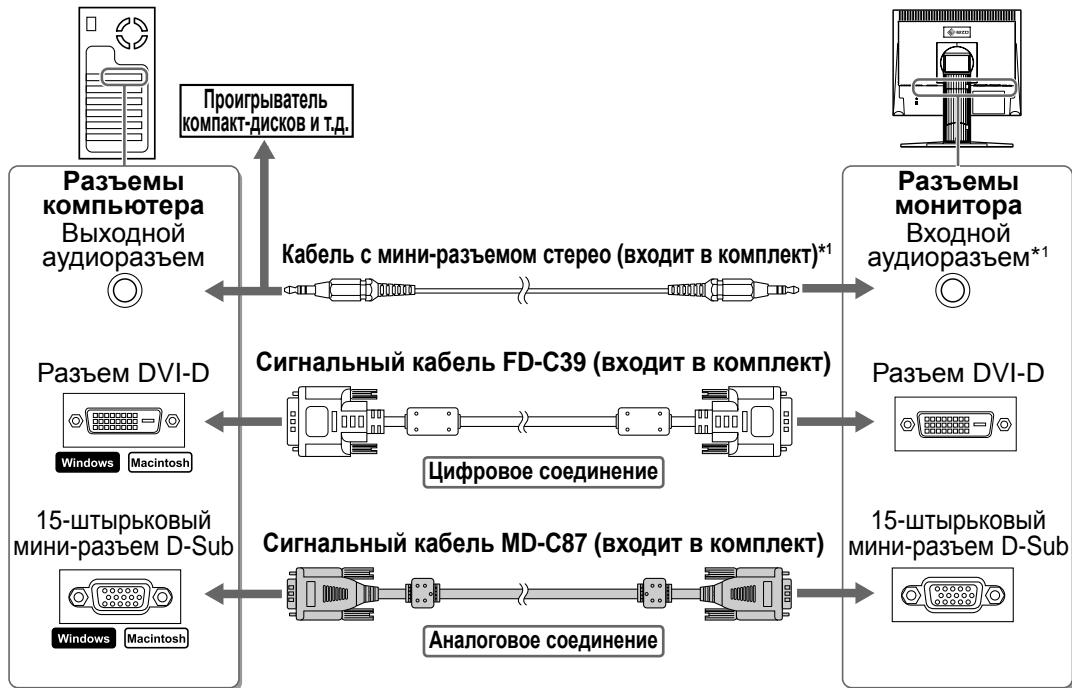 EIZO
Проигрыватель
компакт-дисков и т.д.
Разъемы
компьютера
Выходной
аудиоразъем
Кабель с мини-разъемом стерео (входит в комплект)*1
Разъемы
монитора
Входной
аудиоразъем*1
Разъем DVI-D
Windows Macintosh
Сигнальный кабель FD-C39 (входит в комплект)
Цифровое соединение
Разъем DVI-D
15-штырьковый
мини-разъем D-Sub
Windows Macintosh
Сигнальный кабель MD-C87 (входит в комплект)
Аналоговое соединение
15-штырьковый
мини-разъем D-Sub